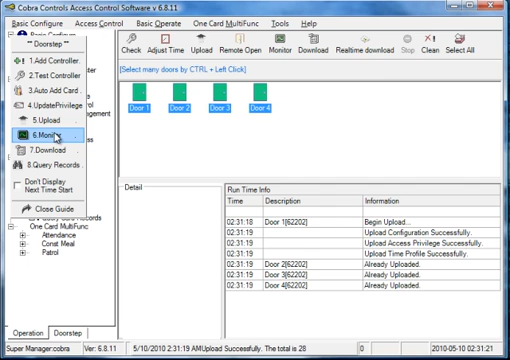 Cobra Controls Access Control Software v 6.8.11
Basic Configure Access Control Basic Operate One Card MultiFunc Tools Help
** Doorstep **
Check Adjust Time Upload Remote Open Monitor Download Realtime download Stop Clean Select All
1.Add Controller.
2.Test Controller
3.Auto Add Card .
4.UpdatePrivilege
5.Upload
6.Monitor
7.Download
8.Query Records .
Don't Display
Next Time Start
Close Guide
[Select many doors by CTRL + Left Click]
Door 1 Door 2 Door 3 Door 4
Card Records
One Card MultiFunc
Attendance
Const Meal
Patrol
Detail
Run Time Info
Time Description Information
02:31:18 Door 1[62202] Begin Upload...
02:31:19 Upload Configuration Successfully.
02:31:19 Upload Access Privilege Successfully.
02:31:19 Upload Time Profile Successfully.
02:31:19 Door 2[62202] Already Uploaded.
02:31:19 Door 3[62202] Already Uploaded.
02:31:19 Door 4[62202] Already Uploaded.
Operation Doorstep
Super Manager:cobra Ver: 6.8.11 5/10/2010 2:31:19 AMUpload Successfully. The total is 28 0 2010-05-10 02:31:21